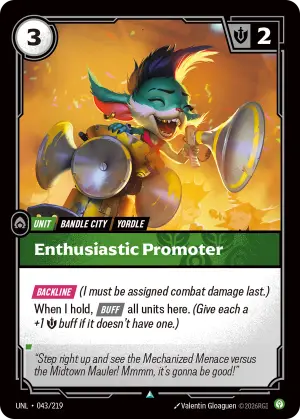 3
2
UNIT BANDLE CITY YORDLE
Enthusiastic Promoter
BACKLINE (I must be assigned combat damage last.)
When I hold, BUFF all units here. (Give each a
+1 buff if it doesn't have one.)
"Step right up and see the Mechanized Menace versus
the Midtown Mauler! Mmmm, it's gonna be good!"
UNL • 043/219
Valentin Gloaguen ©2026RGI